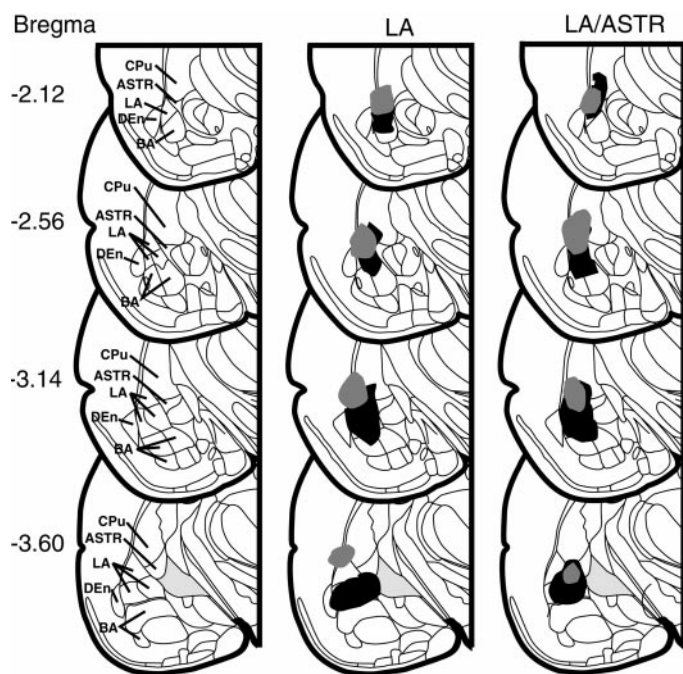 Bregma LA LA/ASTR
-2.12
CPu
ASTR
LA
DEn
BA
-2.56
CPu
ASTR
LA
DEn
BA
-3.14
CPu
ASTR
LA
DEn
BA
-3.60
CPu
ASTR
LA
DEn
BA